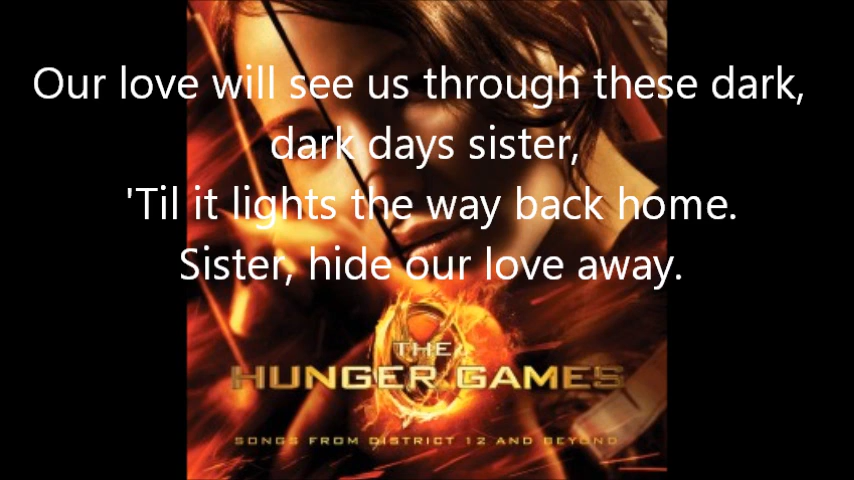 Our love will see us through these dark,
dark days sister,
'Til it lights the way back home.
Sister, hide our love away.
THE
HUNGER GAMES
SONGS FROM DISTRICT 12 AND BEYOND